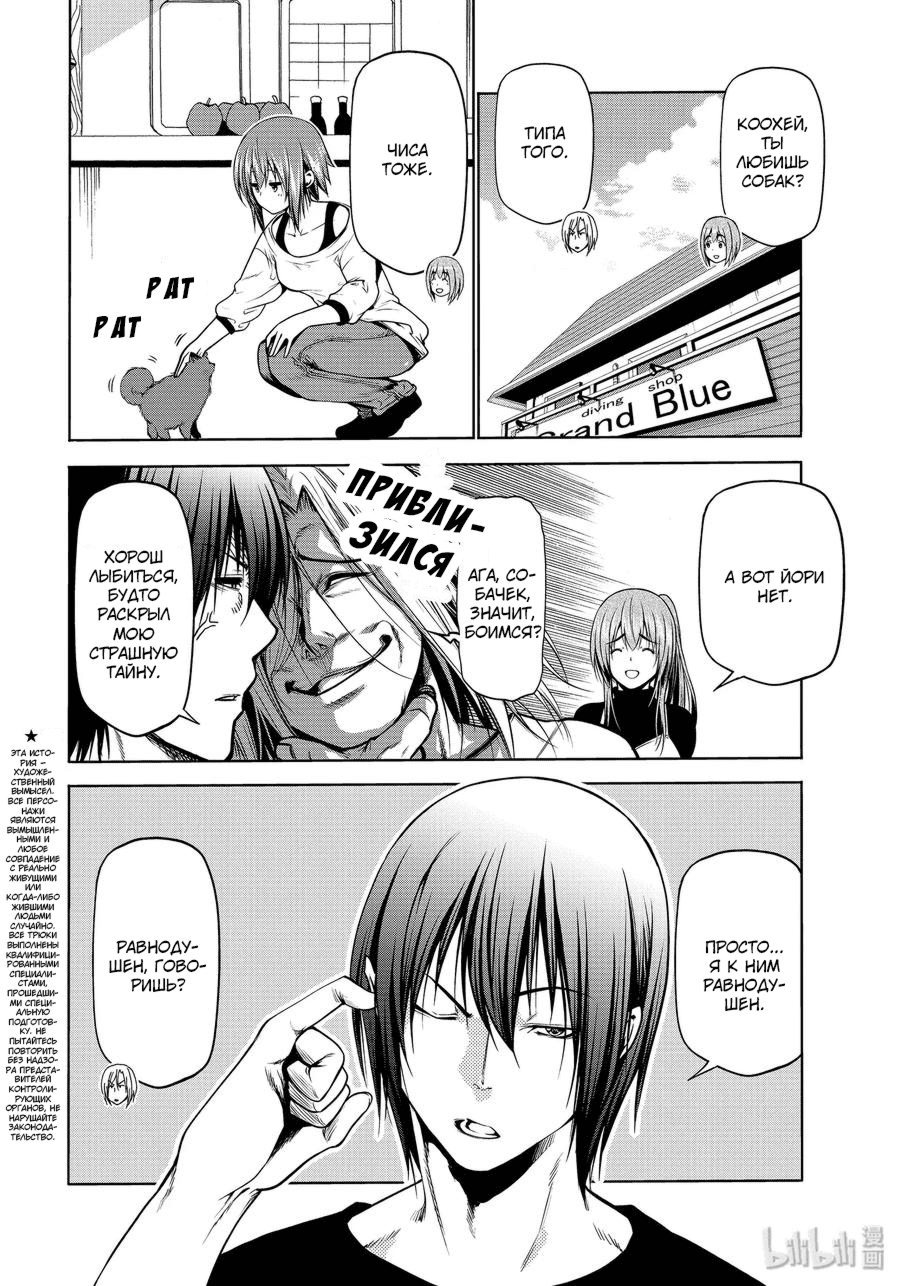 КООХЕЙ,
ТЫ
ЛЮБИШЬ
СОБАК?
ТИПА
ТОГО.
diving shop
Grand Blue
ЧИСА
ТОЖЕ.
PAT
PAT
А ВОТ ЙОРИ
НЕТ.
АГА, СО-
БАЧЕК,
ЗНАЧИТ,
БОИМСЯ?
ПРИБЛИ-
ЗИЛСЯ
ХОРОШ
ЛЫБИТЬСЯ,
БУДТО
РАСКРЫЛ
МОЮ
СТРАШНУЮ
ТАЙНУ.
ПРОСТО...
Я К НИМ
РАВНОДУ-
ШЕН.
РАВНОДУ-
ШЕН, ГОВО-
РИШЬ?
★
ЭТА ИСТО-
РИЯ –
ХУДОЖЕ-
СТВЕННЫЙ
ВЫМЫСЕЛ.
ВСЕ ПЕРСО-
НАЖИ
ЯВЛЯЮТСЯ
ВЫМЫШЛЕН-
НЫМИ И
ЛЮБОЕ
СОВПАДЕНИЕ
С РЕАЛЬНО
ЖИВУЩИМИ
ИЛИ
КОГДА-ЛИБО
ЖИВШИМИ
ЛЮДЬМИ
СЛУЧАЙНО.
ВСЕ ТРЮКИ
ВЫПОЛНЕНЫ
КВАЛИФИЦИ-
РОВАННЫМИ
СПЕЦИАЛИ-
СТАМИ,
ПРОШЕДШИ-
МИ СПЕЦИ-
АЛЬНУЮ
ПОДГОТОВ-
КУ. НЕ
ПЫТАЙТЕСЬ
ПОВТОРИТЬ
БЕЗ НАДЗО-
РА ПРЕДСТА-
ВИТЕЛЕЙ
КОНТРОЛИ-
РУЮЩИХ
ОРГАНОВ, НЕ
НАРУШАЙТЕ
ЗАКОНОДА-
ТЕЛЬСТВО.
bilibili 漫画